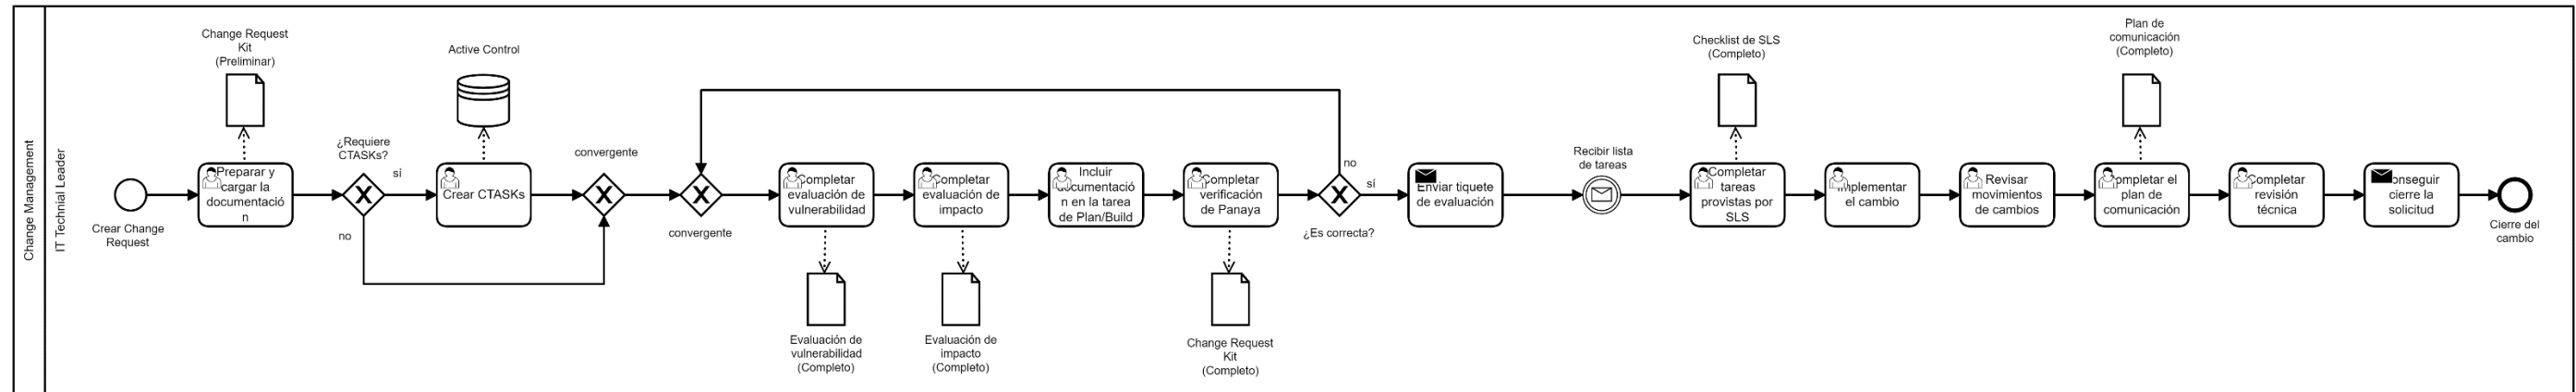 Change Management
IT Technial Leader
Crear Change
Request
Change Request
Kit
(Preliminar)
Preparar y
cargar la
documentació
n
¿Requiere
CTASKs?
sí
no
Active Control
Crear CTASKs
convergente
convergente
Completar
evaluación de
vulnerabilidad
Evaluación de
vulnerabilidad
(Completo)
Completar
evaluación de
impacto
Evaluación de
impacto
(Completo)
Incluir
documentació
n en la tarea
de Plan/Build
Completar
verificación
de Panaya
Change Request
Kit
(Completo)
no
sí
¿Es correcta?
Enviar tiquete
de evaluación
Recibir lista
de tareas
Checklist de SLS
(Completo)
Completar
tareas
provistas por
SLS
Implementar
el cambio
Revisar
movimientos
de cambios
Plan de
comunicación
(Completo)
Completar el
plan de
comunicación
Completar
revisión
técnica
Conseguir
cierre la
solicitud
Cierre del
cambio